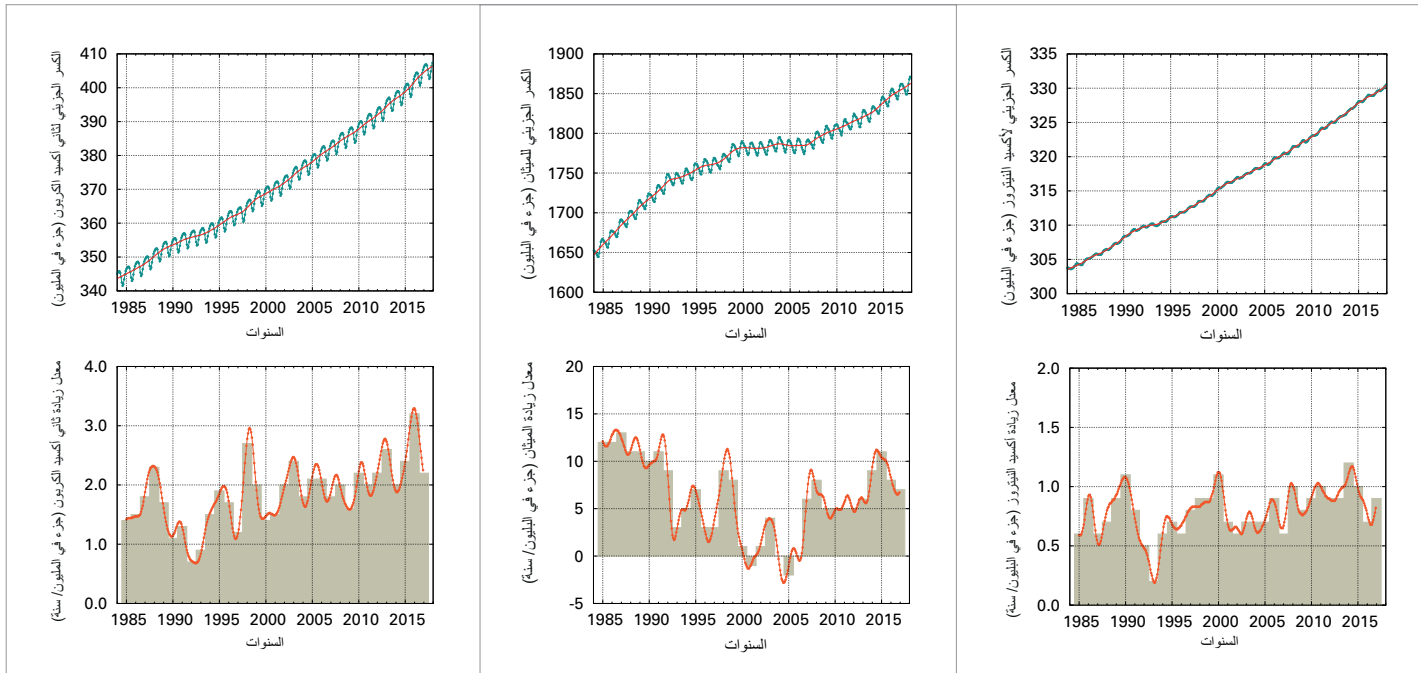 الكسر الجزيئي لثاني أكسيد الكربون (جزء في المليون)
410
400
390
380
370
360
350
340
1985 1990 1995 2000 2005 2010 2015
السنوات
الكسر الجزيئي للميثان (جزء في البليون)
1900
1850
1800
1750
1700
1650
1600
1985 1990 1995 2000 2005 2010 2015
السنوات
الكسر الجزيئي لأكسيد النيتروز (جزء في البليون)
335
330
325
320
315
310
305
300
1985 1990 1995 2000 2005 2010 2015
السنوات
معدل زيادة ثاني أكسيد الكربون (جزء في المليون/ سنة)
4.0
3.0
2.0
1.0
0.0
1985 1990 1995 2000 2005 2010 2015
السنوات
معدل زيادة الميثان (جزء في البليون/ سنة)
20
15
10
5
0
-5
1985 1990 1995 2000 2005 2010 2015
السنوات
معدل زيادة أكسيد النيتروز (جزء في البليون/ سنة)
2.0
1.5
1.0
0.5
0.0
1985 1990 1995 2000 2005 2010 2015
السنوات